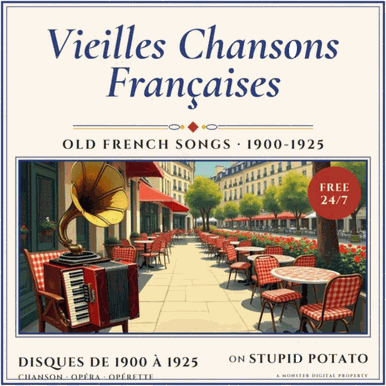 Vieilles Chansons
Françaises
OLD FRENCH SONGS · 1900-1925
FREE
24/7
DISQUES DE 1900 À 1925
CHANSON · OPÉRA · OPÉRETTE
ON STUPID POTATO
A MONSTER DIGITAL PROPERTY